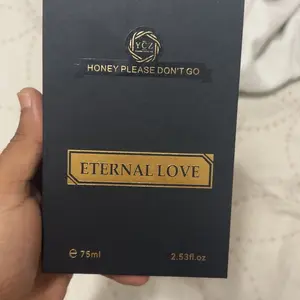 YCZ
HONEY PLEASE DON'T GO
ETERNAL LOVE
℮ 75ml 2.53fl.oz